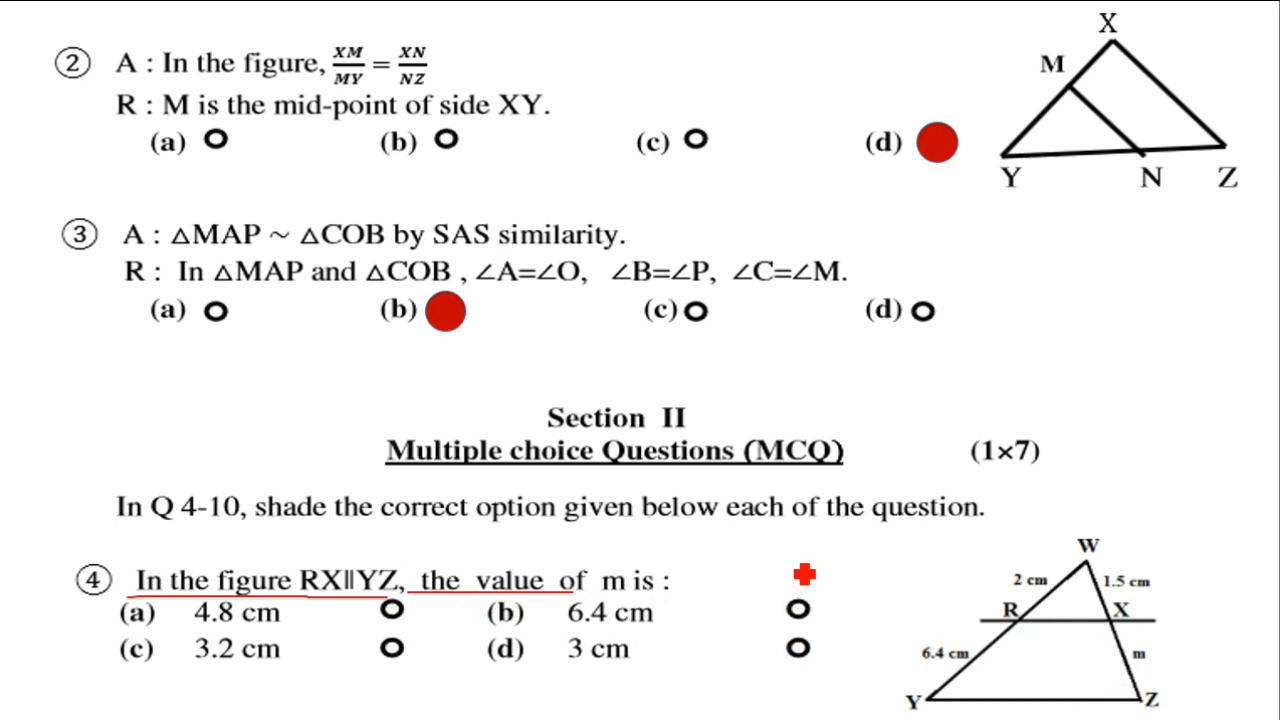 ② A : In the figure, XM/MY = XN/NZ
R : M is the mid-point of side XY.
(a) (b) (c) (d)
X
M
Y N Z
③ A : △MAP ~ △COB by SAS similarity.
R : In △MAP and △COB , ∠A=∠O, ∠B=∠P, ∠C=∠M.
(a) (b) (c) (d)
Section II
Multiple choice Questions (MCQ) (1×7)
In Q 4-10, shade the correct option given below each of the question.
④ In the figure RX∥YZ, the value of m is :
(a) 4.8 cm (b) 6.4 cm
(c) 3.2 cm (d) 3 cm
W
2 cm 1.5 cm
R X
6.4 cm m
Y Z